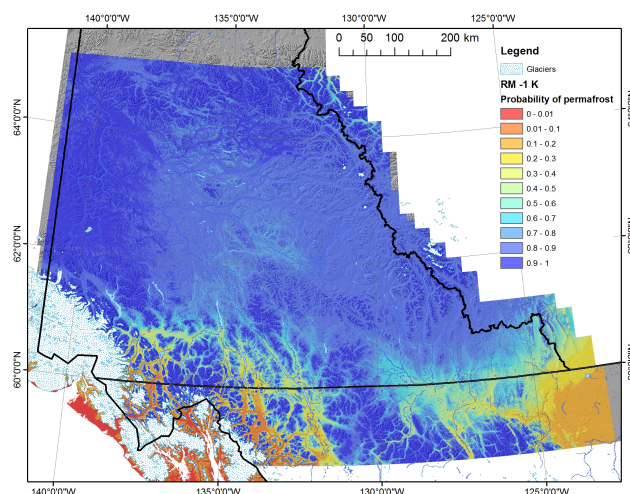 140°0'0"W 135°0'0"W 130°0'0"W 125°0'0"W
0 50 100 200 km
Legend
Glaciers
RM -1 K
Probability of permafrost
0 - 0.01
0.01 - 0.1
0.1 - 0.2
0.2 - 0.3
0.3 - 0.4
0.4 - 0.5
0.5 - 0.6
0.6 - 0.7
0.7 - 0.8
0.8 - 0.9
0.9 - 1
64°0'0"N
62°0'0"N
60°0'0"N
140°0'0"W 135°0'0"W 130°0'0"W 125°0'0"W